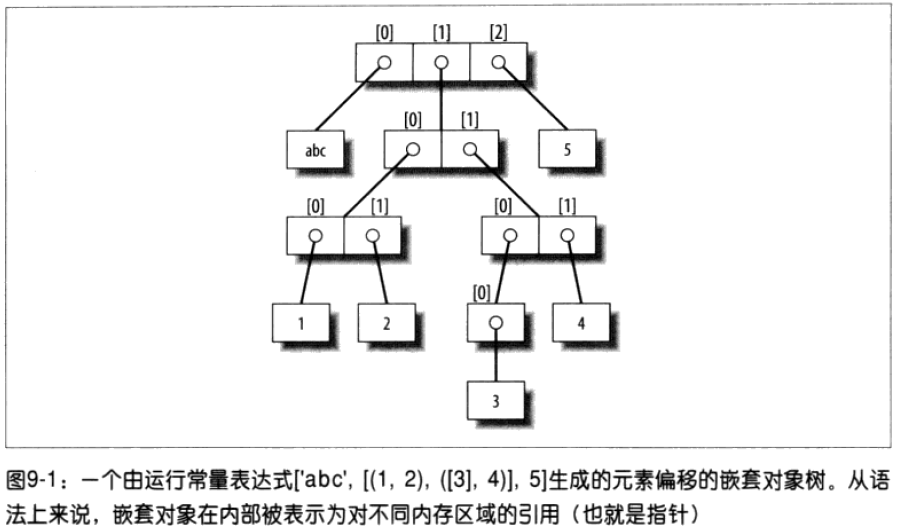 [0] [1] [2]
abc [0] [1] 5
[0] [1] [0] [1]
1 2 [0] 4
3
图9-1：一个由运行常量表达式['abc', [(1, 2), ([3], 4)], 5]生成的元素偏移的嵌套对象树。从语
法上来说，嵌套对象在内部被表示为对不同内存区域的引用（也就是指针）